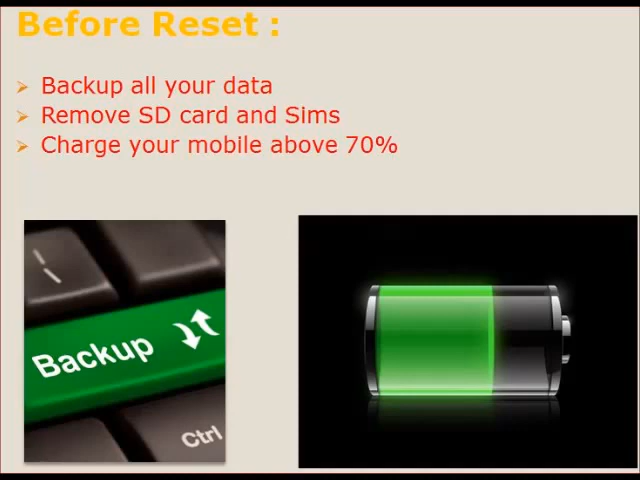 Before Reset :
➢ Backup all your data
➢ Remove SD card and Sims
➢ Charge your mobile above 70%
Backup
Ctrl